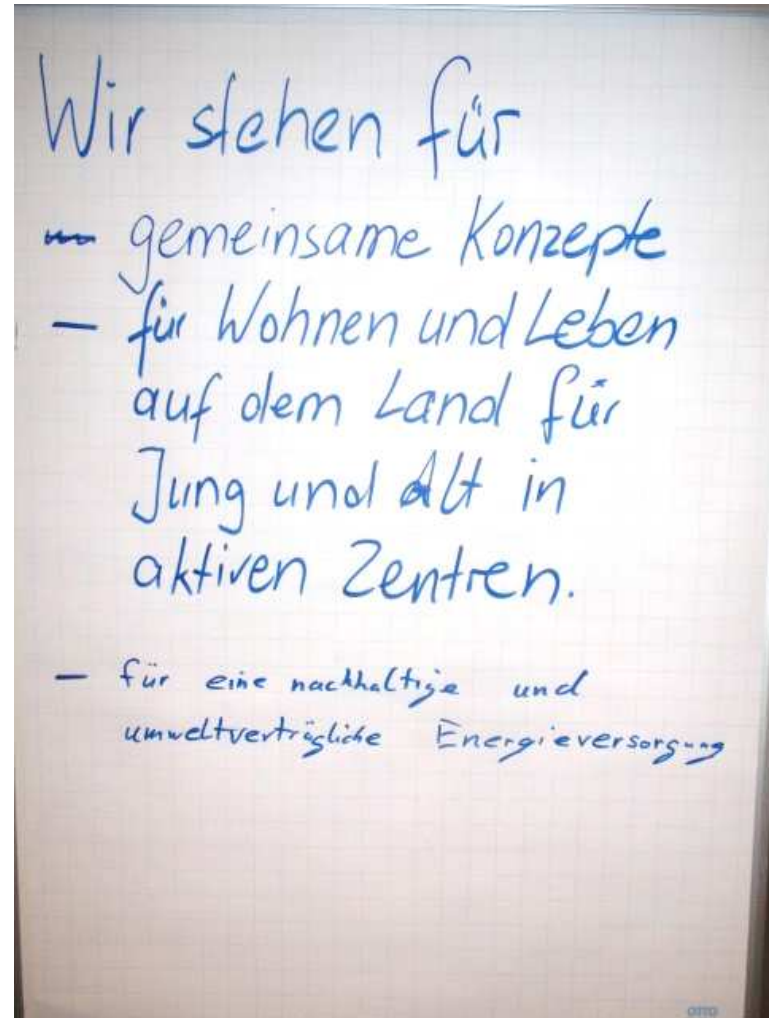 Wir stehen für
gemeinsame Konzepte
- für Wohnen und Leben
auf dem Land für
Jung und Alt in
aktiven Zentren.
- für eine nachhaltige und
umweltverträgliche Energieversorgung
OTTO